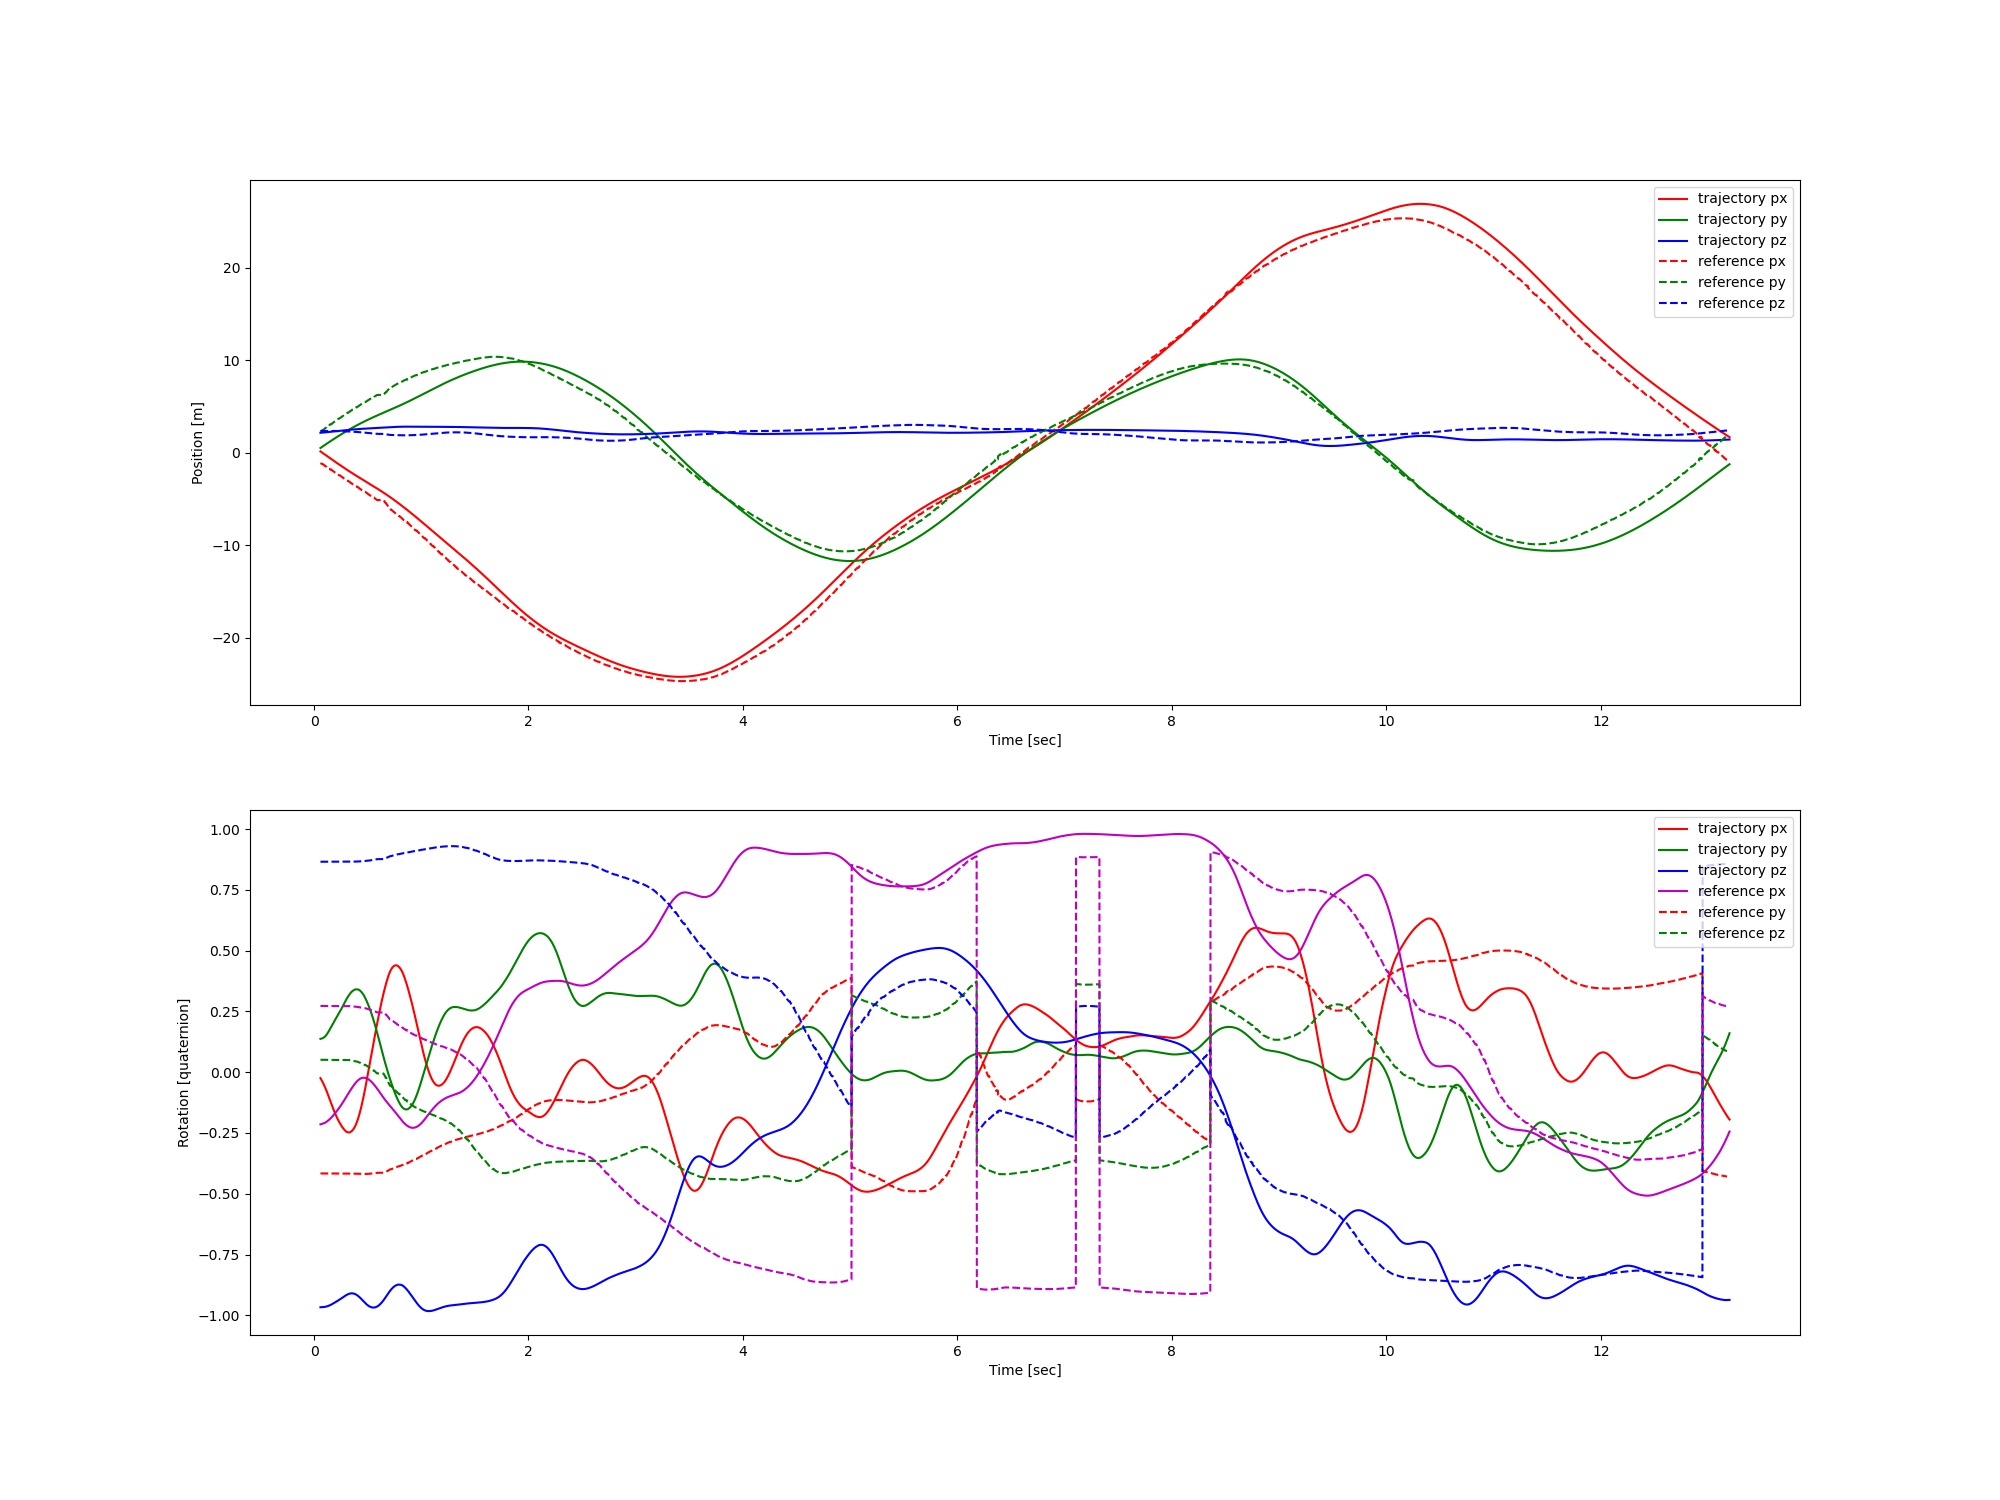 20
10
0
−10
−20
Position [m]
trajectory px
trajectory py
trajectory pz
reference px
reference py
reference pz
0 2 4 6 8 10 12
Time [sec]
1.00
0.75
0.50
0.25
0.00
−0.25
−0.50
−0.75
−1.00
Rotation [quaternion]
trajectory px
trajectory py
trajectory pz
reference px
reference py
reference pz
0 2 4 6 8 10 12
Time [sec]